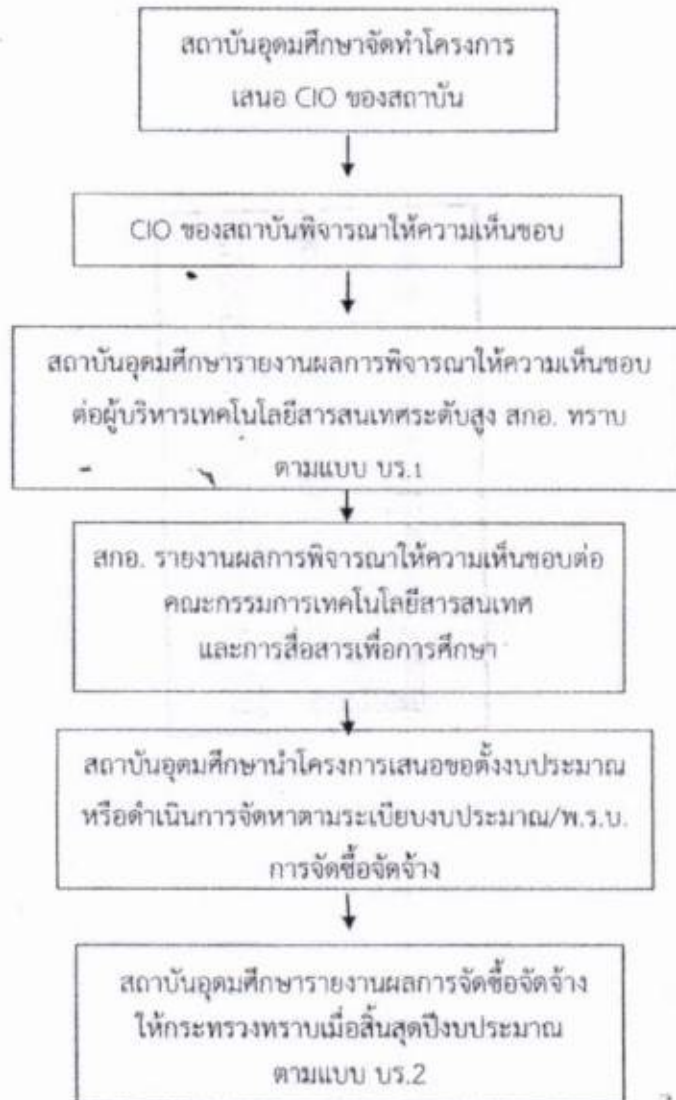 สถาบันอุดมศึกษาจัดทำโครงการ
เสนอ CIO ของสถาบัน
CIO ของสถาบันพิจารณาให้ความเห็นชอบ
สถาบันอุดมศึกษารายงานผลการพิจารณาให้ความเห็นชอบ
ต่อผู้บริหารเทคโนโลยีสารสนเทศระดับสูง สกอ. ทราบ
ตามแบบ บร.1
สกอ. รายงานผลการพิจารณาให้ความเห็นชอบต่อ
คณะกรรมการเทคโนโลยีสารสนเทศ
และการสื่อสารเพื่อการศึกษา
สถาบันอุดมศึกษานำโครงการเสนอขอตั้งงบประมาณ
หรือดำเนินการจัดหาตามระเบียบงบประมาณ/พ.ร.บ.
การจัดซื้อจัดจ้าง
สถาบันอุดมศึกษารายงานผลการจัดซื้อจัดจ้าง
ให้กระทรวงทราบเมื่อสิ้นสุดปีงบประมาณ
ตามแบบ บร.2